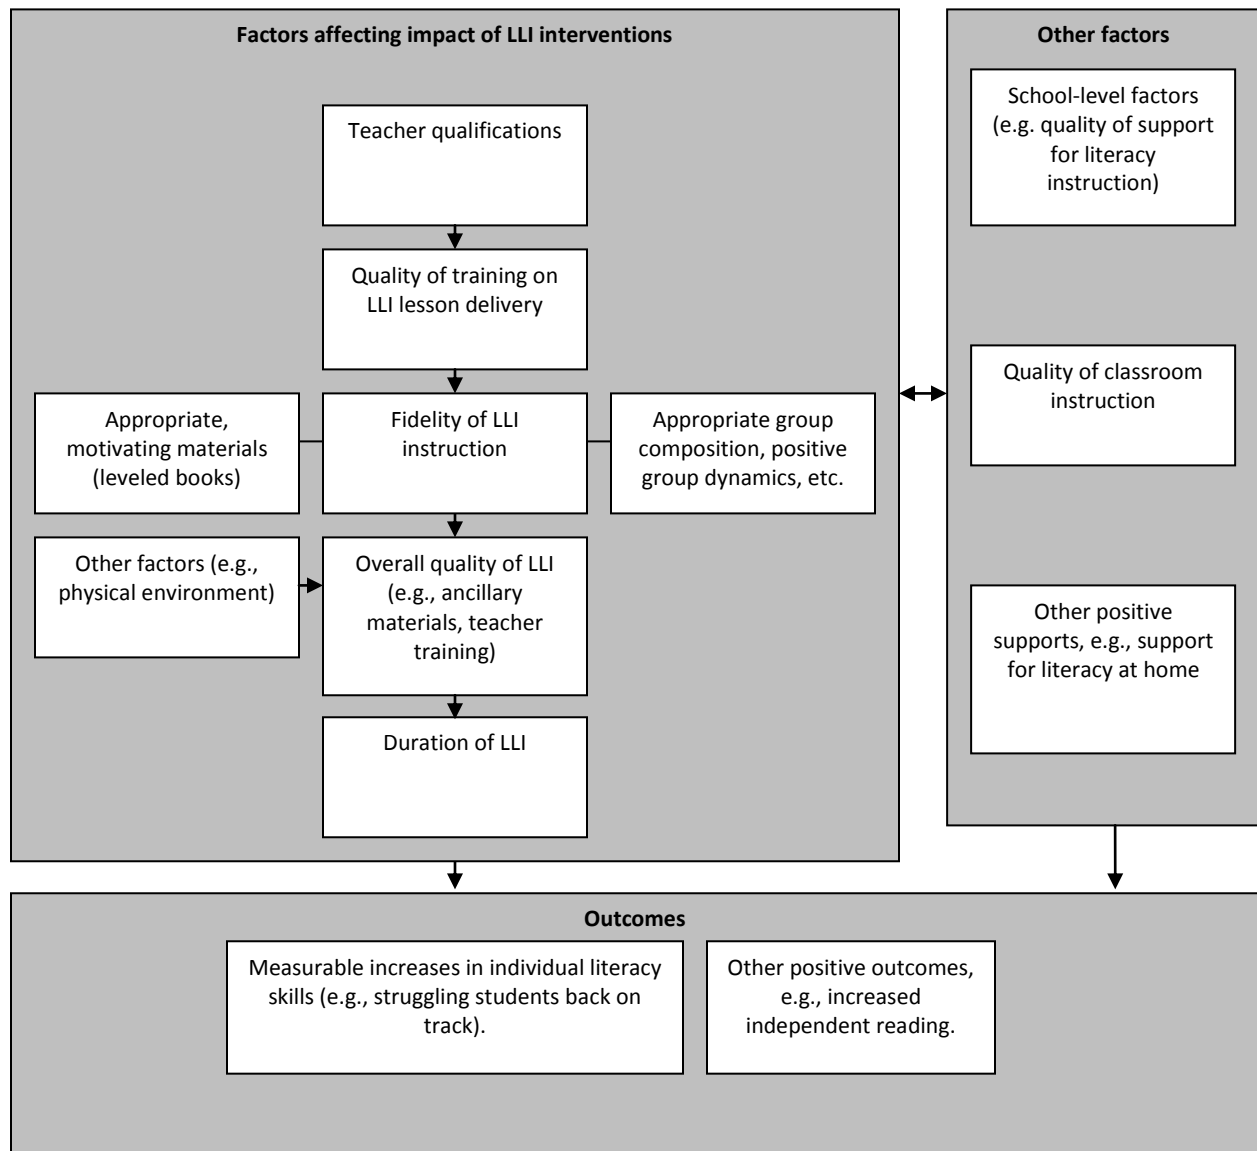 Factors affecting impact of LLI interventions
Teacher qualifications
Quality of training on
LLI lesson delivery
Appropriate,
motivating materials
(leveled books)
Fidelity of LLI
instruction
Appropriate group
composition, positive
group dynamics, etc.
Other factors (e.g.,
physical environment)
Overall quality of LLI
(e.g., ancillary
materials, teacher
training)
Duration of LLI
Other factors
School-level factors
(e.g. quality of support
for literacy
instruction)
Quality of classroom
instruction
Other positive
supports, e.g., support
for literacy at home
Outcomes
Measurable increases in individual literacy
skills (e.g., struggling students back on
track).
Other positive outcomes,
e.g., increased
independent reading.